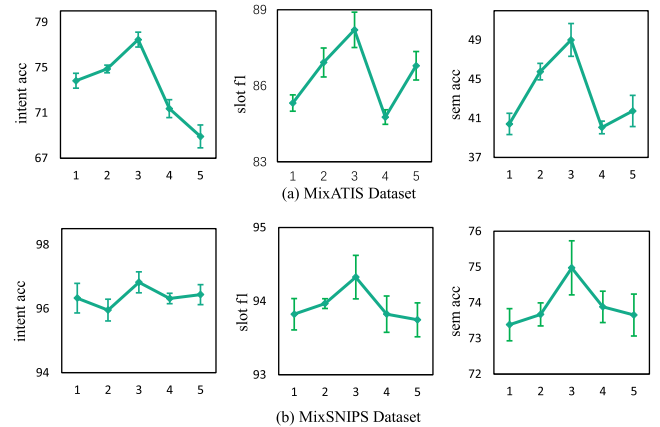 79
75
71
67
intent acc
1 2 3 4 5
89
86
83
slot f1
1 2 3 4 5
53
49
45
41
37
sem acc
1 2 3 4 5
(a) MixATIS Dataset
98
96
94
intent acc
1 2 3 4 5
95
94
93
slot f1
1 2 3 4 5
76
75
74
73
72
sem acc
1 2 3 4 5
(b) MixSNIPS Dataset